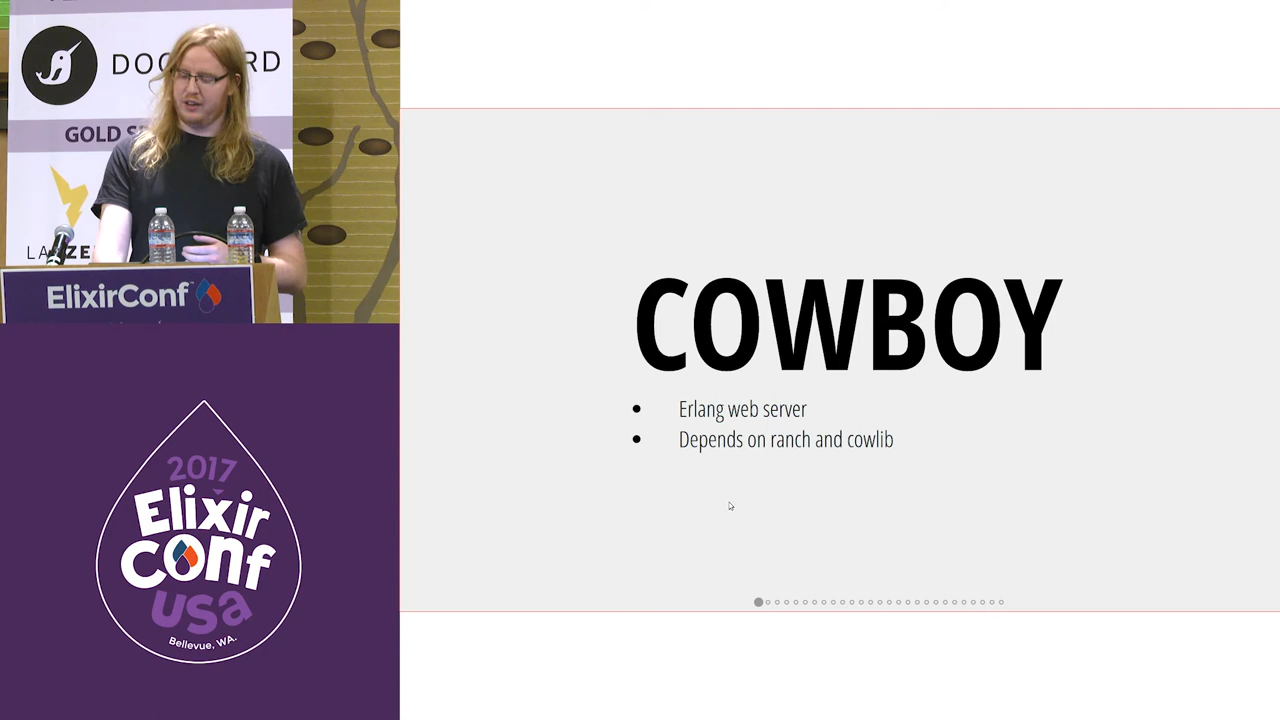 GOLD
ElixirConf
2017
Elixir
Conf
USA
Bellevue, WA.
COWBOY
• Erlang web server
• Depends on ranch and cowlib